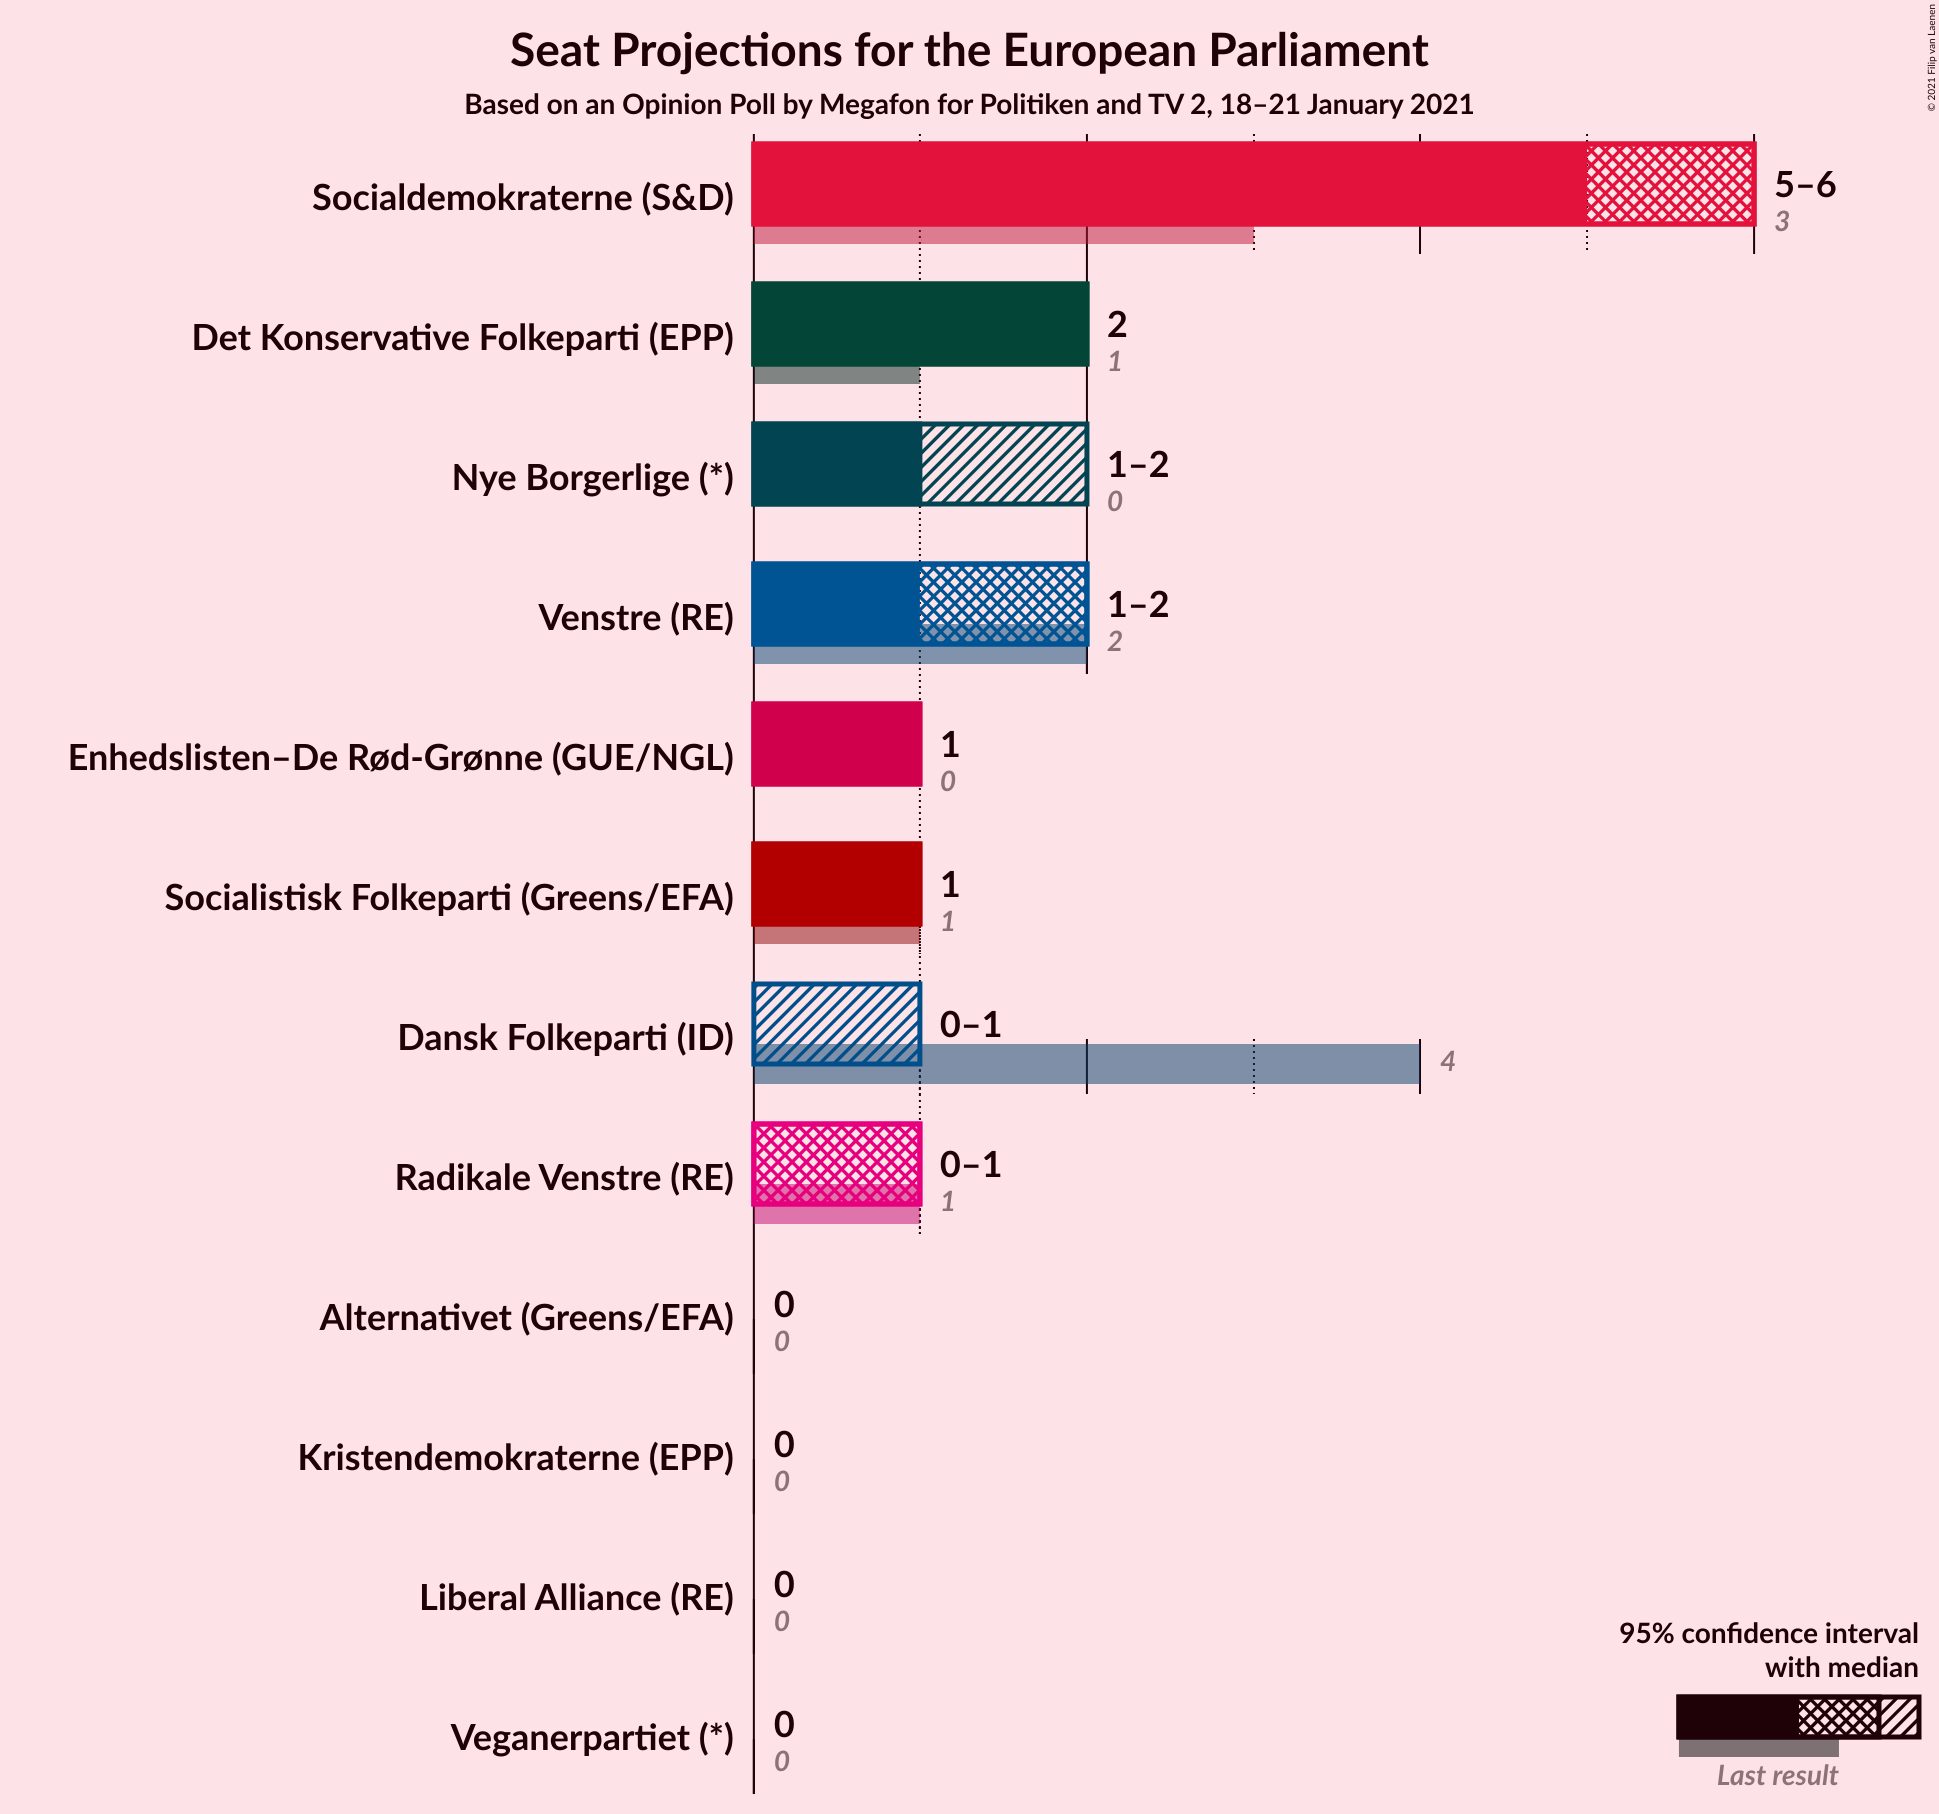 Seat Projections for the European Parliament
Based on an Opinion Poll by Megafon for Politiken and TV 2, 18–21 January 2021
© 2021 Filip van Laenen
Socialdemokraterne (S&D)
5–6
3
Det Konservative Folkeparti (EPP)
2
1
Nye Borgerlige (*)
1–2
0
Venstre (RE)
1–2
2
Enhedslisten–De Rød-Grønne (GUE/NGL)
1
0
Socialistisk Folkeparti (Greens/EFA)
1
1
Dansk Folkeparti (ID)
0–1
4
Radikale Venstre (RE)
0–1
1
Alternativet (Greens/EFA)
0
0
Kristendemokraterne (EPP)
0
0
Liberal Alliance (RE)
0
0
Veganerpartiet (*)
0
0
95% confidence interval
with median
Last result